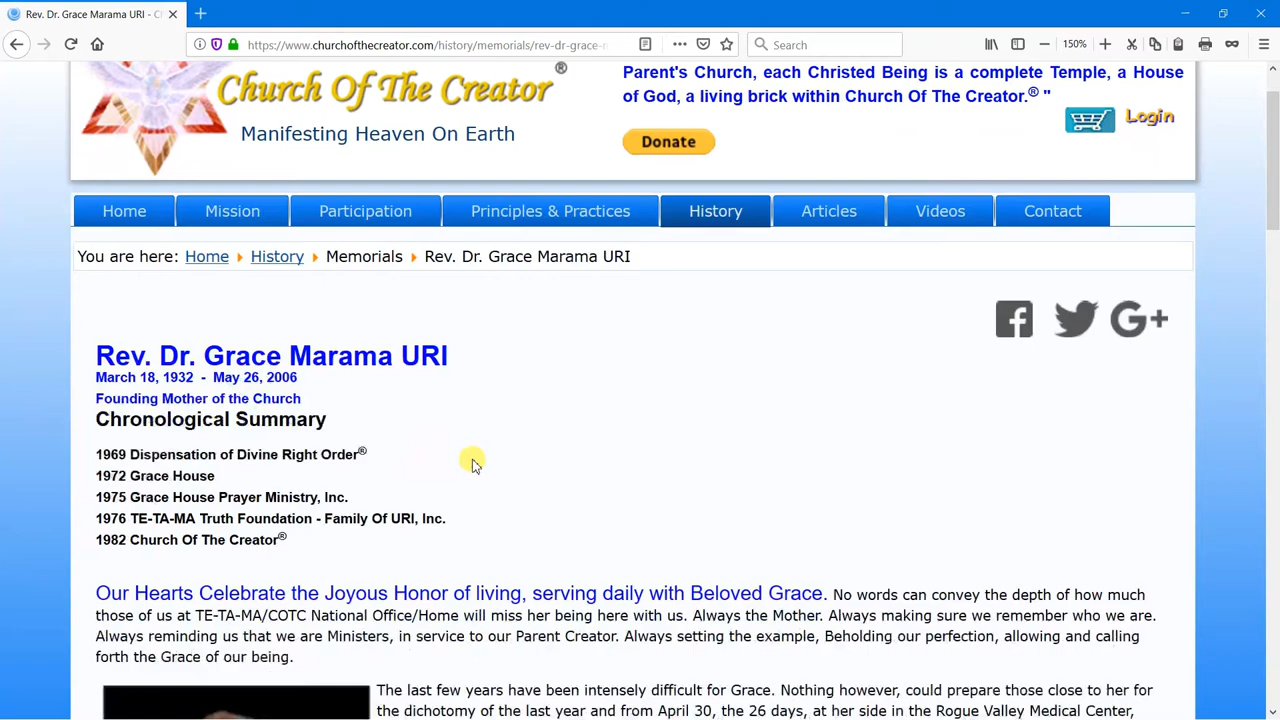 Rev. Dr. Grace Marama URI - C
https://www.churchofthecreator.com/history/memorials/rev-dr-grace-
Search
150%
Church Of The Creator®
Manifesting Heaven On Earth
Parent's Church, each Christed Being is a complete Temple, a House
of God, a living brick within Church Of The Creator.® "
Donate
Login
Home Mission Participation Principles & Practices History Articles Videos Contact
You are here: Home History Memorials Rev. Dr. Grace Marama URI
Rev. Dr. Grace Marama URI
March 18, 1932 - May 26, 2006
Founding Mother of the Church
Chronological Summary
1969 Dispensation of Divine Right Order®
1972 Grace House
1975 Grace House Prayer Ministry, Inc.
1976 TE-TA-MA Truth Foundation - Family Of URI, Inc.
1982 Church Of The Creator®
Our Hearts Celebrate the Joyous Honor of living, serving daily with Beloved Grace. No words can convey the depth of how much
those of us at TE-TA-MA/COTC National Office/Home will miss her being here with us. Always the Mother. Always making sure we remember who we are.
Always reminding us that we are Ministers, in service to our Parent Creator. Always setting the example, Beholding our perfection, allowing and calling
forth the Grace of our being.
The last few years have been intensely difficult for Grace. Nothing however, could prepare those close to her for
the dichotomy of the last year and from April 30, the 26 days, at her side in the Rogue Valley Medical Center,